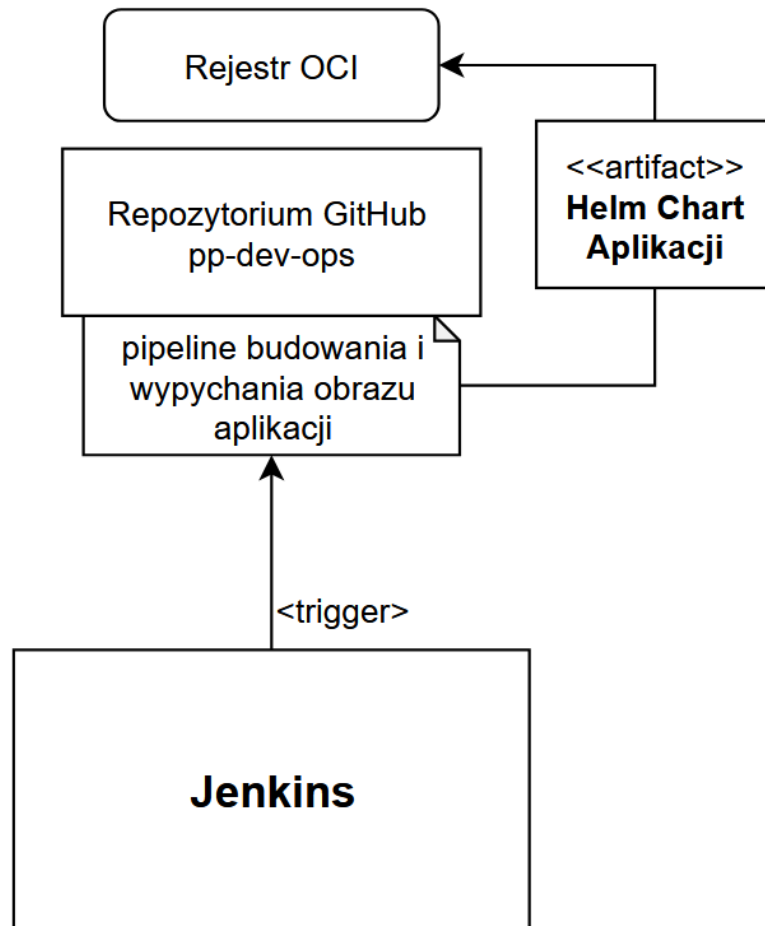 Rejestr OCI
<<artifact>>
Helm Chart
Aplikacji
Repozytorium GitHub
pp-dev-ops
pipeline budowania i
wypychania obrazu
aplikacji
<trigger>
Jenkins